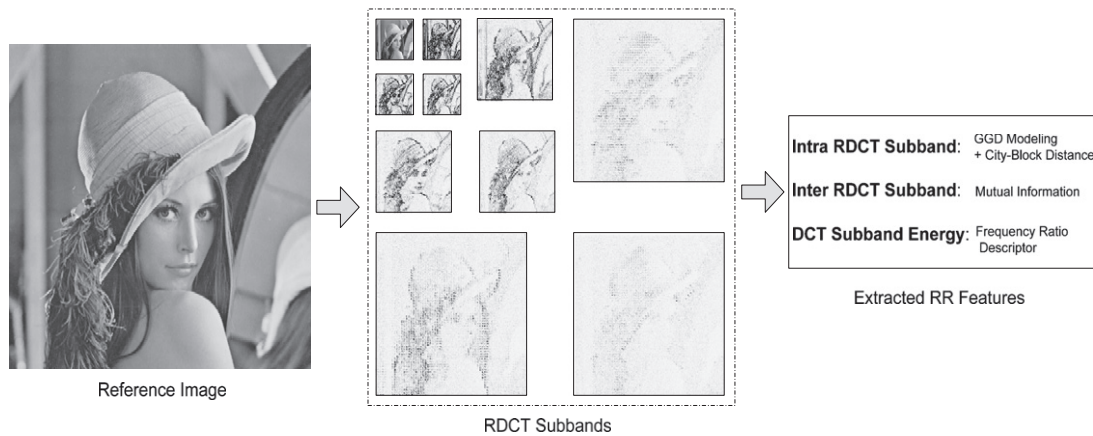 Intra RDCT Subband: GGD Modeling
+ City-Block Distance
Inter RDCT Subband: Mutual Information
DCT Subband Energy: Frequency Ratio
Descriptor
Extracted RR Features
Reference Image
RDCT Subbands